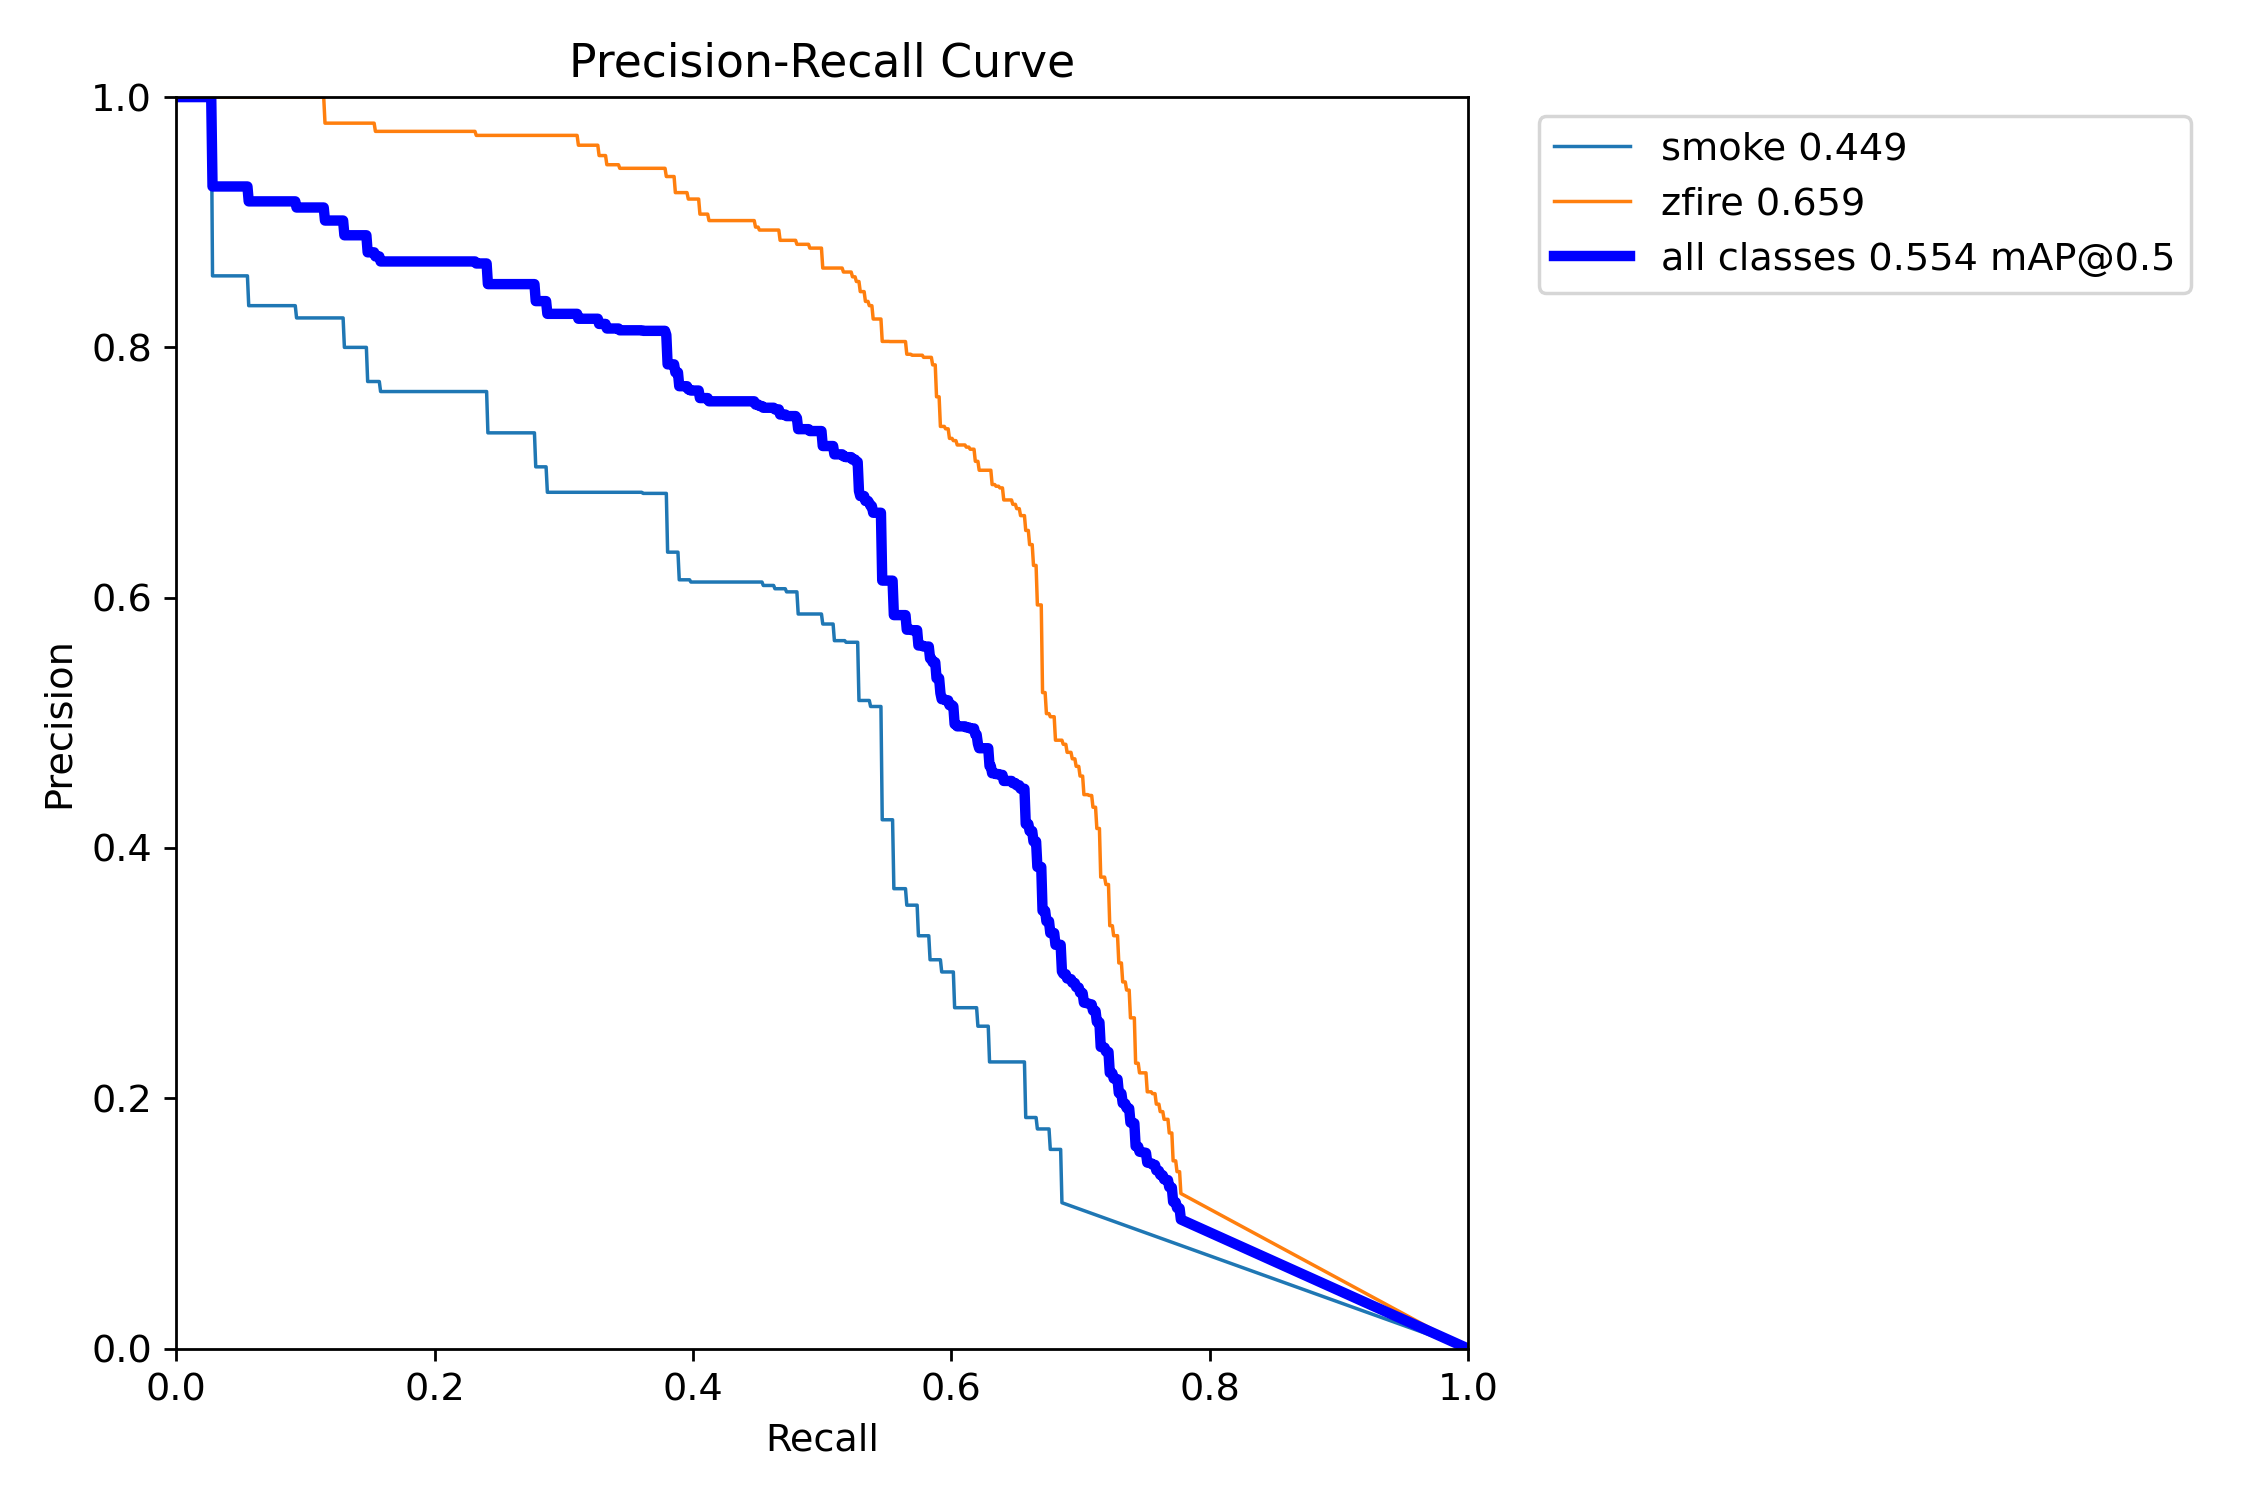 Precision-Recall Curve
1.0
0.8
0.6
0.4
0.2
0.0
Precision
0.0 0.2 0.4 0.6 0.8 1.0
Recall
smoke 0.449
zfire 0.659
all classes 0.554 mAP@0.5